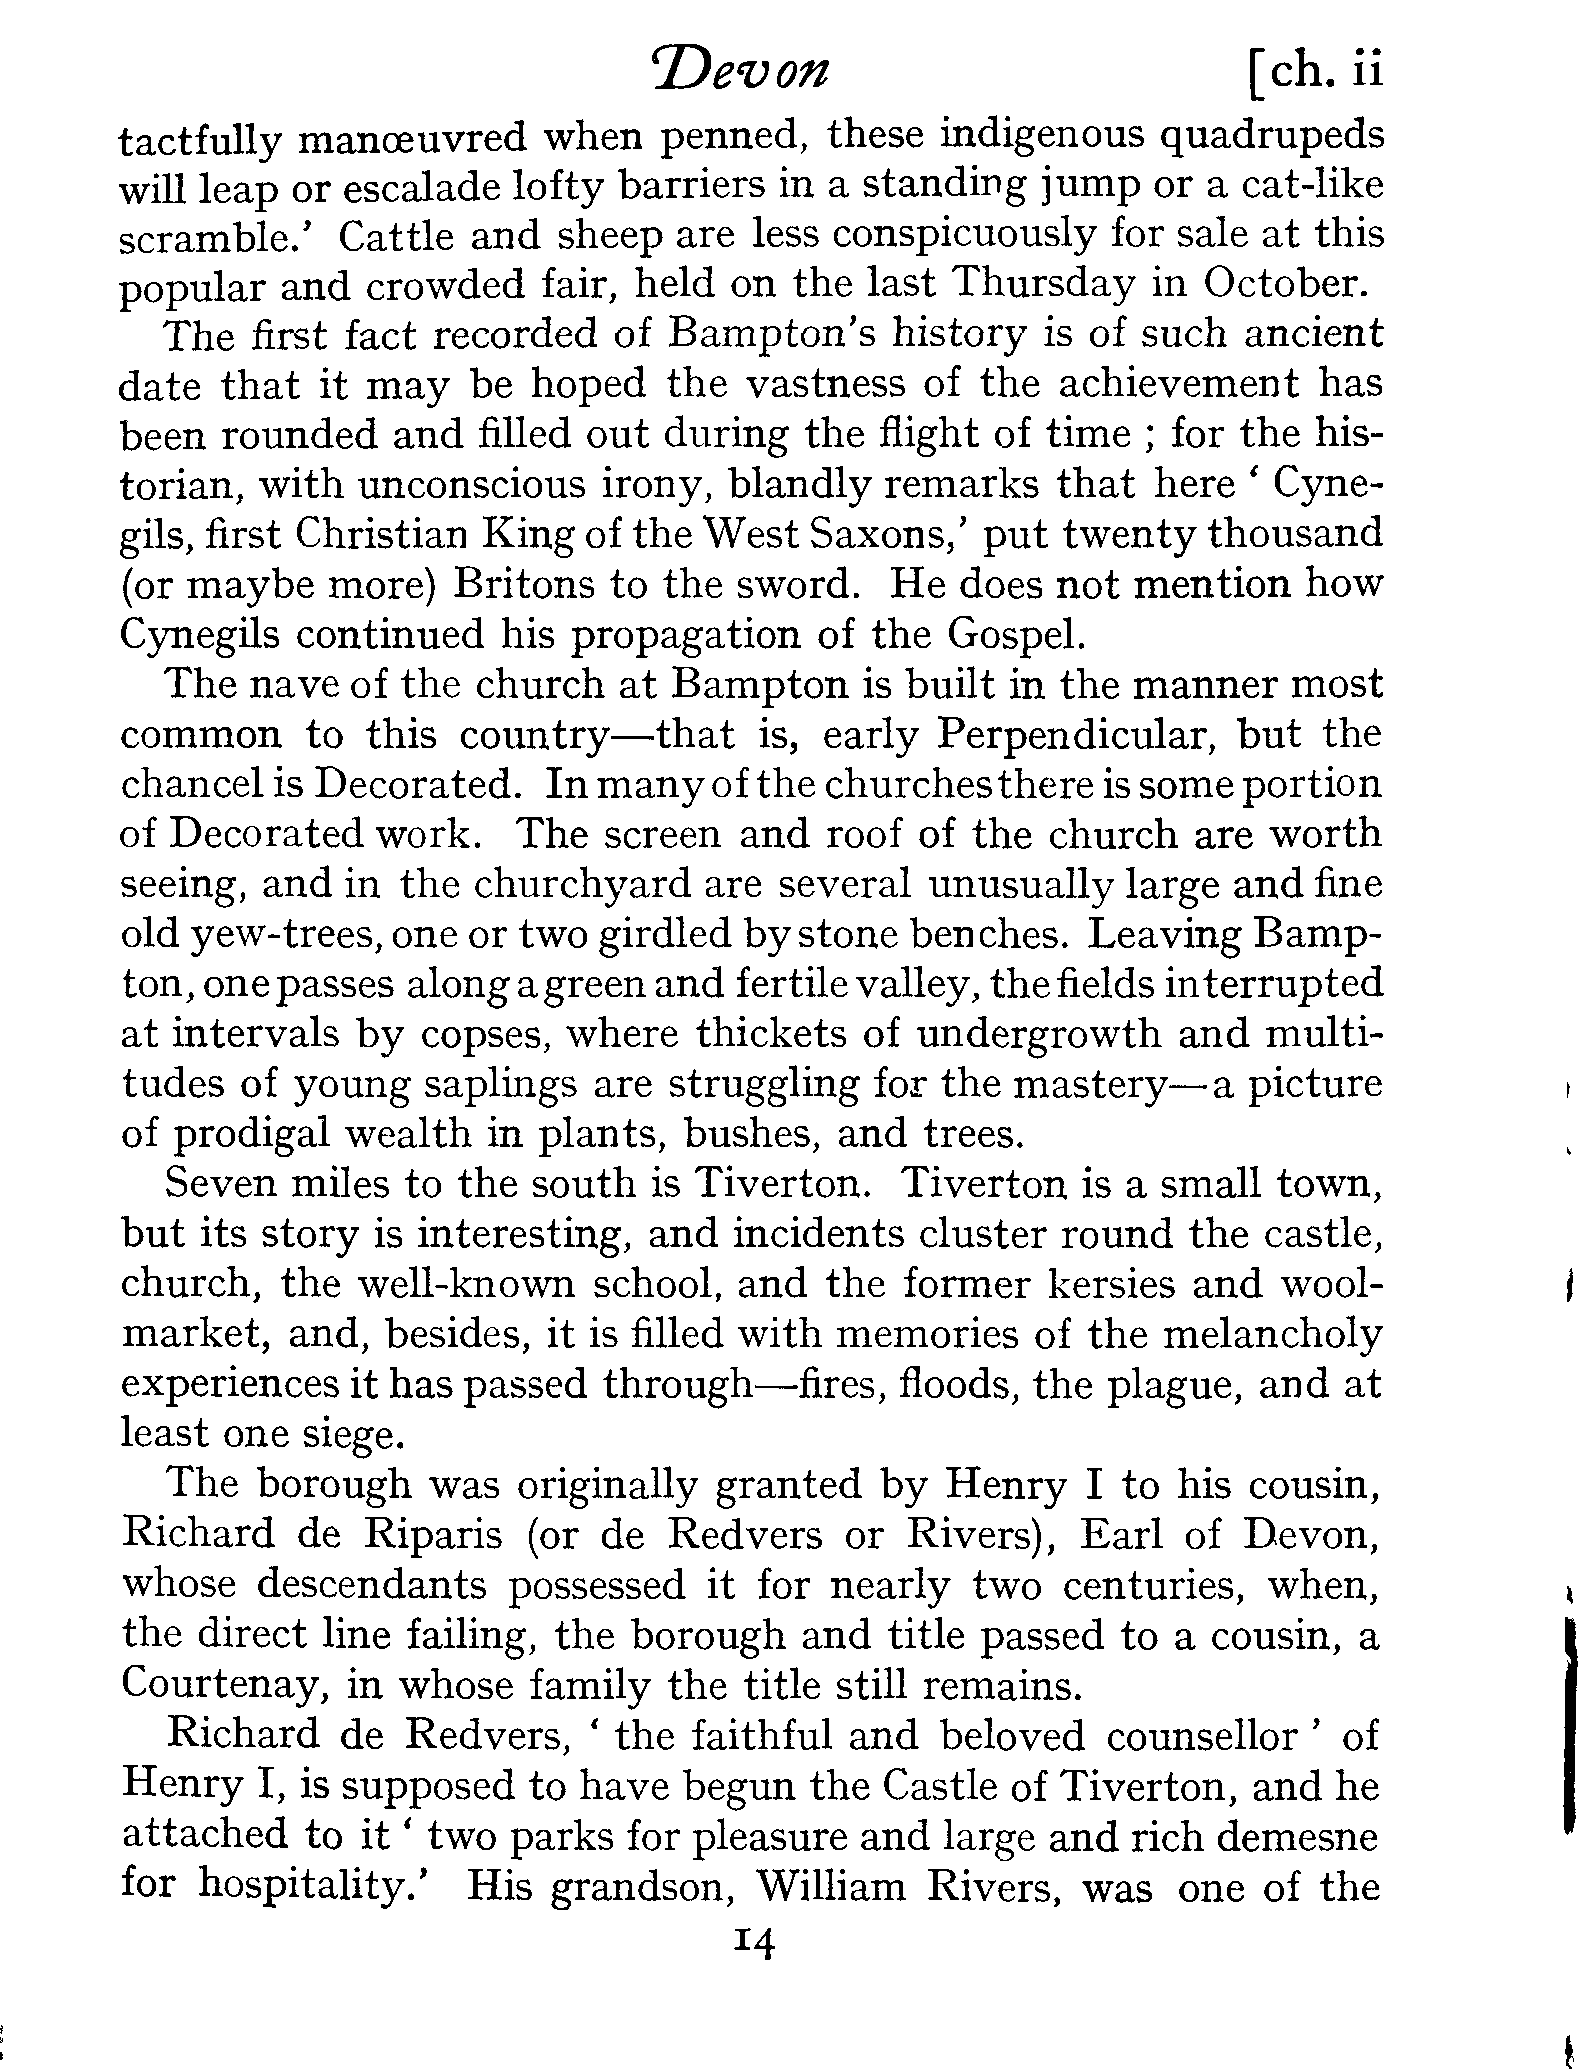 Devon [ch. ii
tactfully manœuvred when penned, these indigenous quadrupeds
will leap or escalade lofty barriers in a standing jump or a cat-like
scramble.’ Cattle and sheep are less conspicuously for sale at this
popular and crowded fair, held on the last Thursday in October.
The first fact recorded of Bampton’s history is of such ancient
date that it may be hoped the vastness of the achievement has
been rounded and filled out during the flight of time ; for the his-
torian, with unconscious irony, blandly remarks that here ‘ Cyne-
gils, first Christian King of the West Saxons,’ put twenty thousand
(or maybe more) Britons to the sword. He does not mention how
Cynegils continued his propagation of the Gospel.
The nave of the church at Bampton is built in the manner most
common to this country—that is, early Perpendicular, but the
chancel is Decorated. In many of the churches there is some portion
of Decorated work. The screen and roof of the church are worth
seeing, and in the churchyard are several unusually large and fine
old yew-trees, one or two girdled by stone benches. Leaving Bamp-
ton, one passes along a green and fertile valley, the fields interrupted
at intervals by copses, where thickets of undergrowth and multi-
tudes of young saplings are struggling for the mastery—a picture
of prodigal wealth in plants, bushes, and trees.
Seven miles to the south is Tiverton. Tiverton is a small town,
but its story is interesting, and incidents cluster round the castle,
church, the well-known school, and the former kersies and wool-
market, and, besides, it is filled with memories of the melancholy
experiences it has passed through—fires, floods, the plague, and at
least one siege.
The borough was originally granted by Henry I to his cousin,
Richard de Riparis (or de Redvers or Rivers), Earl of Devon,
whose descendants possessed it for nearly two centuries, when,
the direct line failing, the borough and title passed to a cousin, a
Courtenay, in whose family the title still remains.
Richard de Redvers, ‘ the faithful and beloved counsellor ’ of
Henry I, is supposed to have begun the Castle of Tiverton, and he
attached to it ‘ two parks for pleasure and large and rich demesne
for hospitality.’ His grandson, William Rivers, was one of the
14